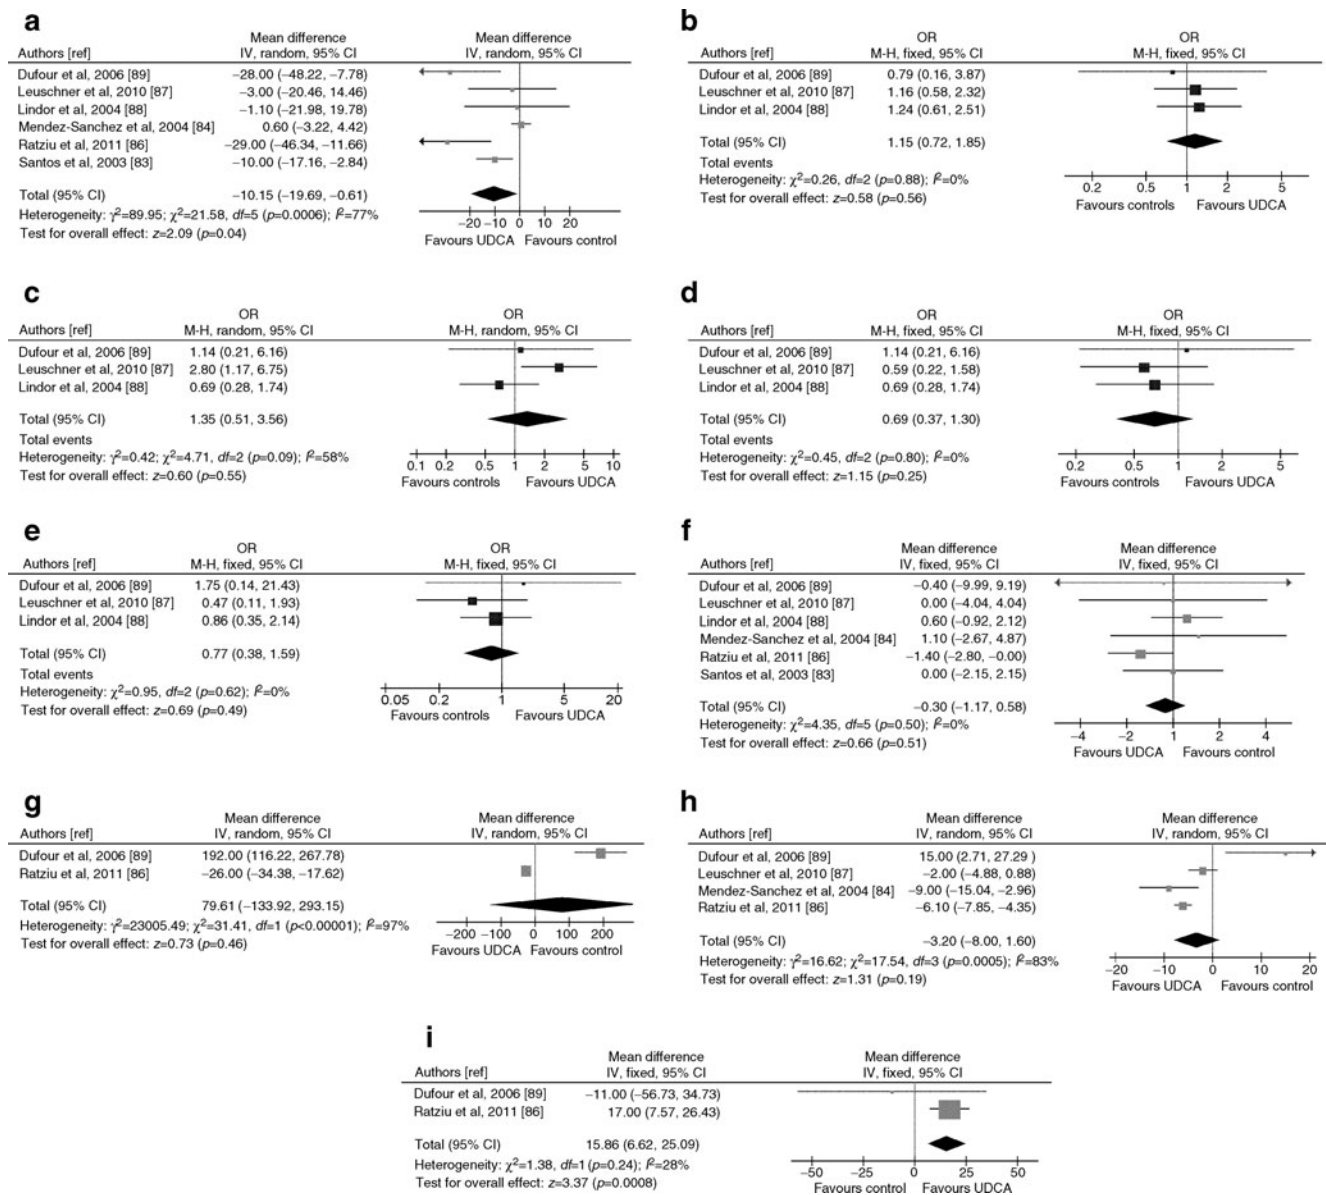 a
Mean difference Mean difference
Authors [ref] IV, random, 95% CI IV, random, 95% CI
Dufour et al, 2006 [89] −28.00 (−48.22, −7.78)
Leuschner et al, 2010 [87] −3.00 (−20.46, 14.46)
Lindor et al, 2004 [88] −1.10 (−21.98, 19.78)
Mendez-Sanchez et al, 2004 [84] 0.60 (−3.22, 4.42)
Ratziu et al, 2011 [86] −29.00 (−46.34, −11.66)
Santos et al, 2003 [83] −10.00 (−17.16, −2.84)
Total (95% CI) −10.15 (−19.69, −0.61)
Heterogeneity: γ²=89.95; χ²=21.58, df=5 (p=0.0006); I²=77%
Test for overall effect: z=2.09 (p=0.04)
−20 −10 0 10 20
Favours UDCA Favours control
b
OR OR
Authors [ref] M-H, fixed, 95% CI M-H, fixed, 95% CI
Dufour et al, 2006 [89] 0.79 (0.16, 3.87)
Leuschner et al, 2010 [87] 1.16 (0.58, 2.32)
Lindor et al, 2004 [88] 1.24 (0.61, 2.51)
Total (95% CI) 1.15 (0.72, 1.85)
Total events
Heterogeneity: χ²=0.26, df=2 (p=0.88); I²=0%
Test for overall effect: z=0.58 (p=0.56)
0.2 0.5 1 2 5
Favours controls Favours UDCA
c
OR OR
Authors [ref] M-H, random, 95% CI M-H, random, 95% CI
Dufour et al, 2006 [89] 1.14 (0.21, 6.16)
Leuschner et al, 2010 [87] 2.80 (1.17, 6.75)
Lindor et al, 2004 [88] 0.69 (0.28, 1.74)
Total (95% CI) 1.35 (0.51, 3.56)
Total events
Heterogeneity: γ²=0.42; χ²=4.71, df=2 (p=0.09); I²=58%
Test for overall effect: z=0.60 (p=0.55)
0.1 0.2 0.5 1 2 5 10
Favours controls Favours UDCA
d
OR OR
Authors [ref] M-H, fixed, 95% CI M-H, fixed, 95% CI
Dufour et al, 2006 [89] 1.14 (0.21, 6.16)
Leuschner et al, 2010 [87] 0.59 (0.22, 1.58)
Lindor et al, 2004 [88] 0.69 (0.28, 1.74)
Total (95% CI) 0.69 (0.37, 1.30)
Total events
Heterogeneity: χ²=0.45, df=2 (p=0.80); I²=0%
Test for overall effect: z=1.15 (p=0.25)
0.2 0.5 1 2 5
Favours controls Favours UDCA
e
OR OR
Authors [ref] M-H, fixed, 95% CI M-H, fixed, 95% CI
Dufour et al, 2006 [89] 1.75 (0.14, 21.43)
Leuschner et al, 2010 [87] 0.47 (0.11, 1.93)
Lindor et al, 2004 [88] 0.86 (0.35, 2.14)
Total (95% CI) 0.77 (0.38, 1.59)
Total events
Heterogeneity: χ²=0.95, df=2 (p=0.62); I²=0%
Test for overall effect: z=0.69 (p=0.49)
0.05 0.2 1 5 20
Favours controls Favours UDCA
f
Mean difference Mean difference
Authors [ref] IV, fixed, 95% CI IV, fixed, 95% CI
Dufour et al, 2006 [89] −0.40 (−9.99, 9.19)
Leuschner et al, 2010 [87] 0.00 (−4.04, 4.04)
Lindor et al, 2004 [88] 0.60 (−0.92, 2.12)
Mendez-Sanchez et al, 2004 [84] 1.10 (−2.67, 4.87)
Ratziu et al, 2011 [86] −1.40 (−2.80, −0.00)
Santos et al, 2003 [83] 0.00 (−2.15, 2.15)
Total (95% CI) −0.30 (−1.17, 0.58)
Heterogeneity: χ²=4.35, df=5 (p=0.50); I²=0%
Test for overall effect: z=0.66 (p=0.51)
−4 −2 1 2 4
Favours UDCA Favours control
g
Mean difference Mean difference
Authors [ref] IV, random, 95% CI IV, random, 95% CI
Dufour et al, 2006 [89] 192.00 (116.22, 267.78)
Ratziu et al, 2011 [86] −26.00 (−34.38, −17.62)
Total (95% CI) 79.61 (−133.92, 293.15)
Heterogeneity: γ²=23005.49; χ²=31.41, df=1 (p<0.00001); I²=97%
Test for overall effect: z=0.73 (p=0.46)
−200 −100 0 100 200
Favours UDCA Favours control
h
Mean difference Mean difference
Authors [ref] IV, random, 95% CI IV, random, 95% CI
Dufour et al, 2006 [89] 15.00 (2.71, 27.29 )
Leuschner et al, 2010 [87] −2.00 (−4.88, 0.88)
Mendez-Sanchez et al, 2004 [84] −9.00 (−15.04, −2.96)
Ratziu et al, 2011 [86] −6.10 (−7.85, −4.35)
Total (95% CI) −3.20 (−8.00, 1.60)
Heterogeneity: γ²=16.62; χ²=17.54, df=3 (p=0.0005); I²=83%
Test for overall effect: z=1.31 (p=0.19)
−20 −10 0 10 20
Favours UDCA Favours control
i
Mean difference Mean difference
Authors [ref] IV, fixed, 95% CI IV, fixed, 95% CI
Dufour et al, 2006 [89] −11.00 (−56.73, 34.73)
Ratziu et al, 2011 [86] 17.00 (7.57, 26.43)
Total (95% CI) 15.86 (6.62, 25.09)
Heterogeneity: χ²=1.38, df=1 (p=0.24); I²=28%
Test for overall effect: z=3.37 (p=0.0008)
−50 −25 0 25 50
Favours control Favours UDCA